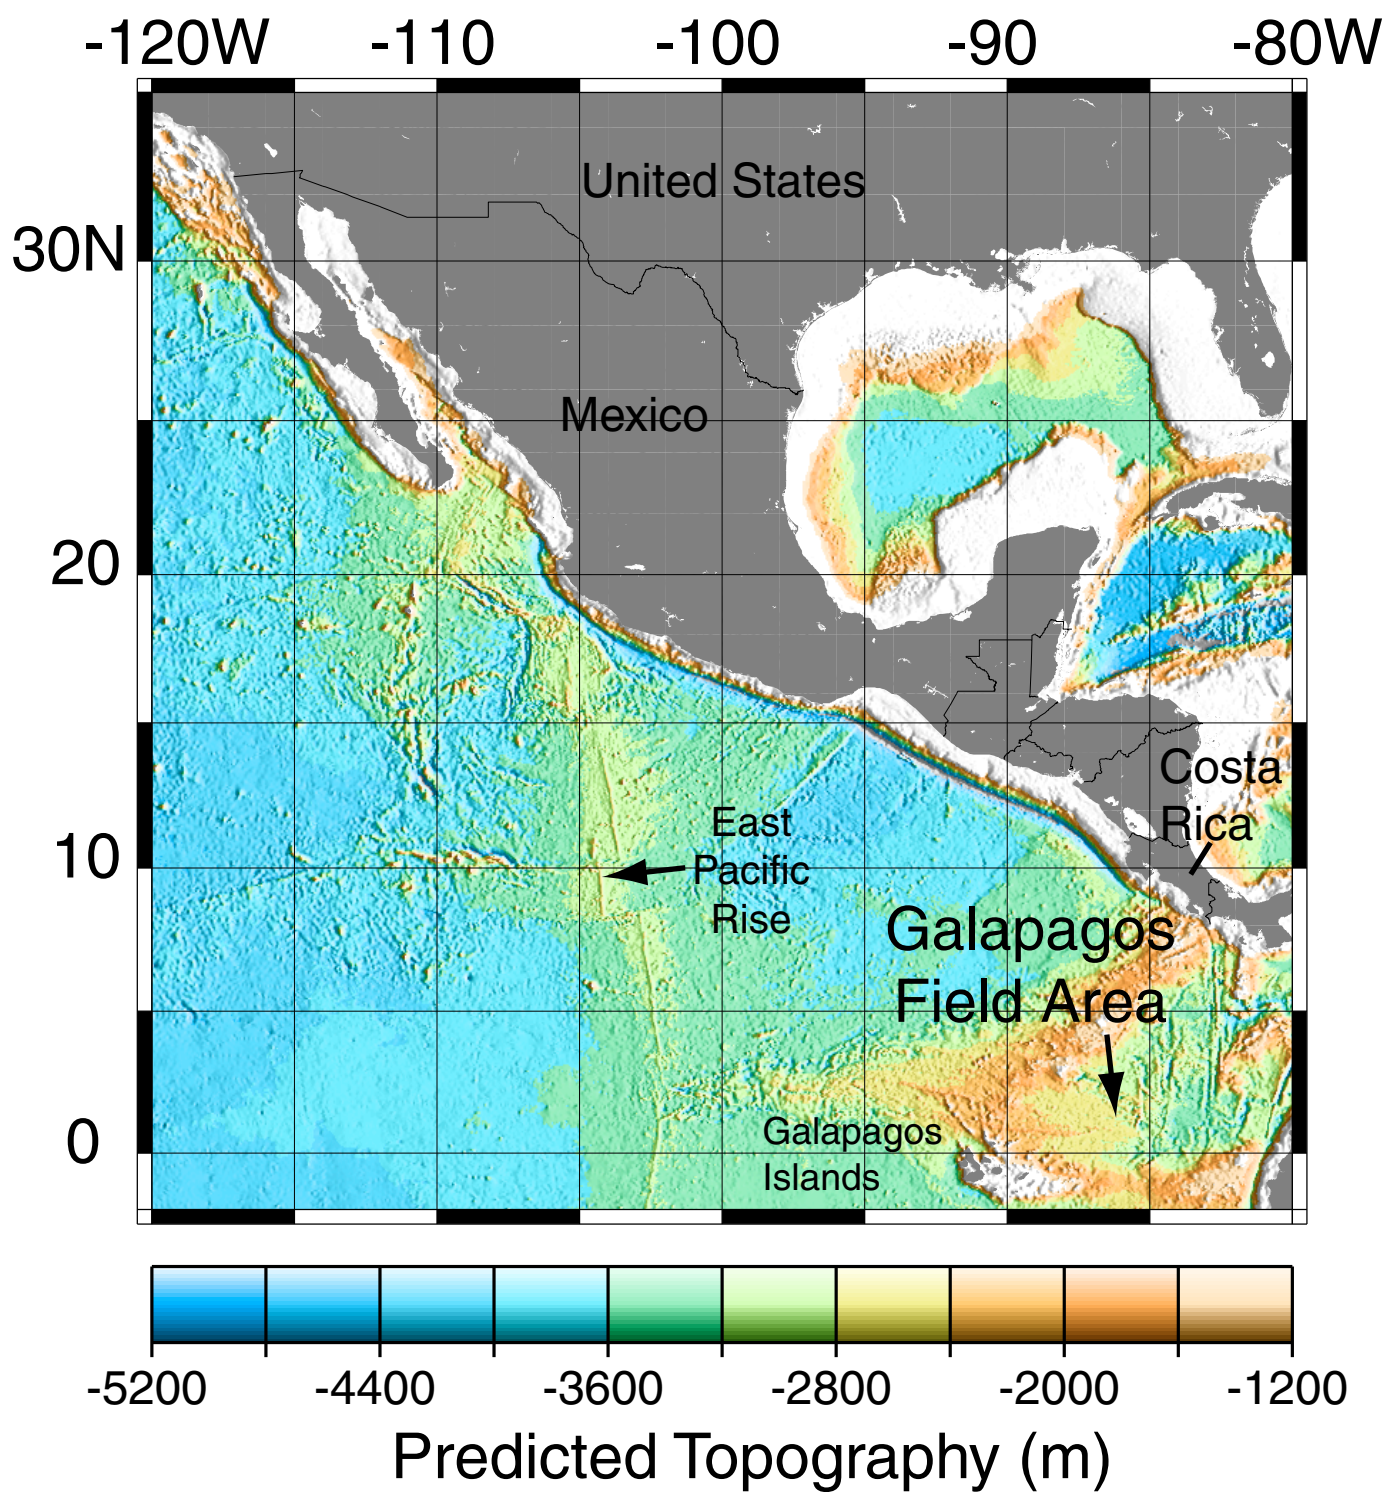 -120W -110 -100 -90 -80W
United States
30N
Mexico
20
Costa
Rica
East
Pacific
Rise
10
Galapagos
Field Area
Galapagos
Islands
0
-5200 -4400 -3600 -2800 -2000 -1200
Predicted Topography (m)